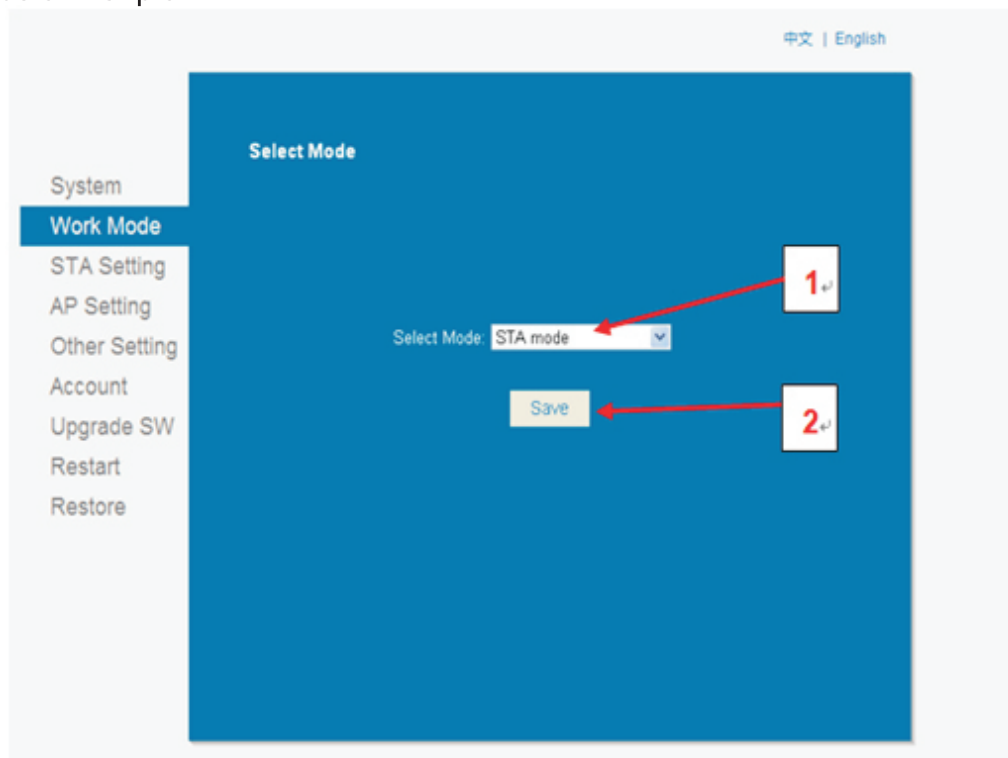 中文 | English
Select Mode
System
Work Mode
STA Setting
AP Setting
Other Setting
Account
Upgrade SW
Restart
Restore
1
Select Mode: STA mode
Save
2